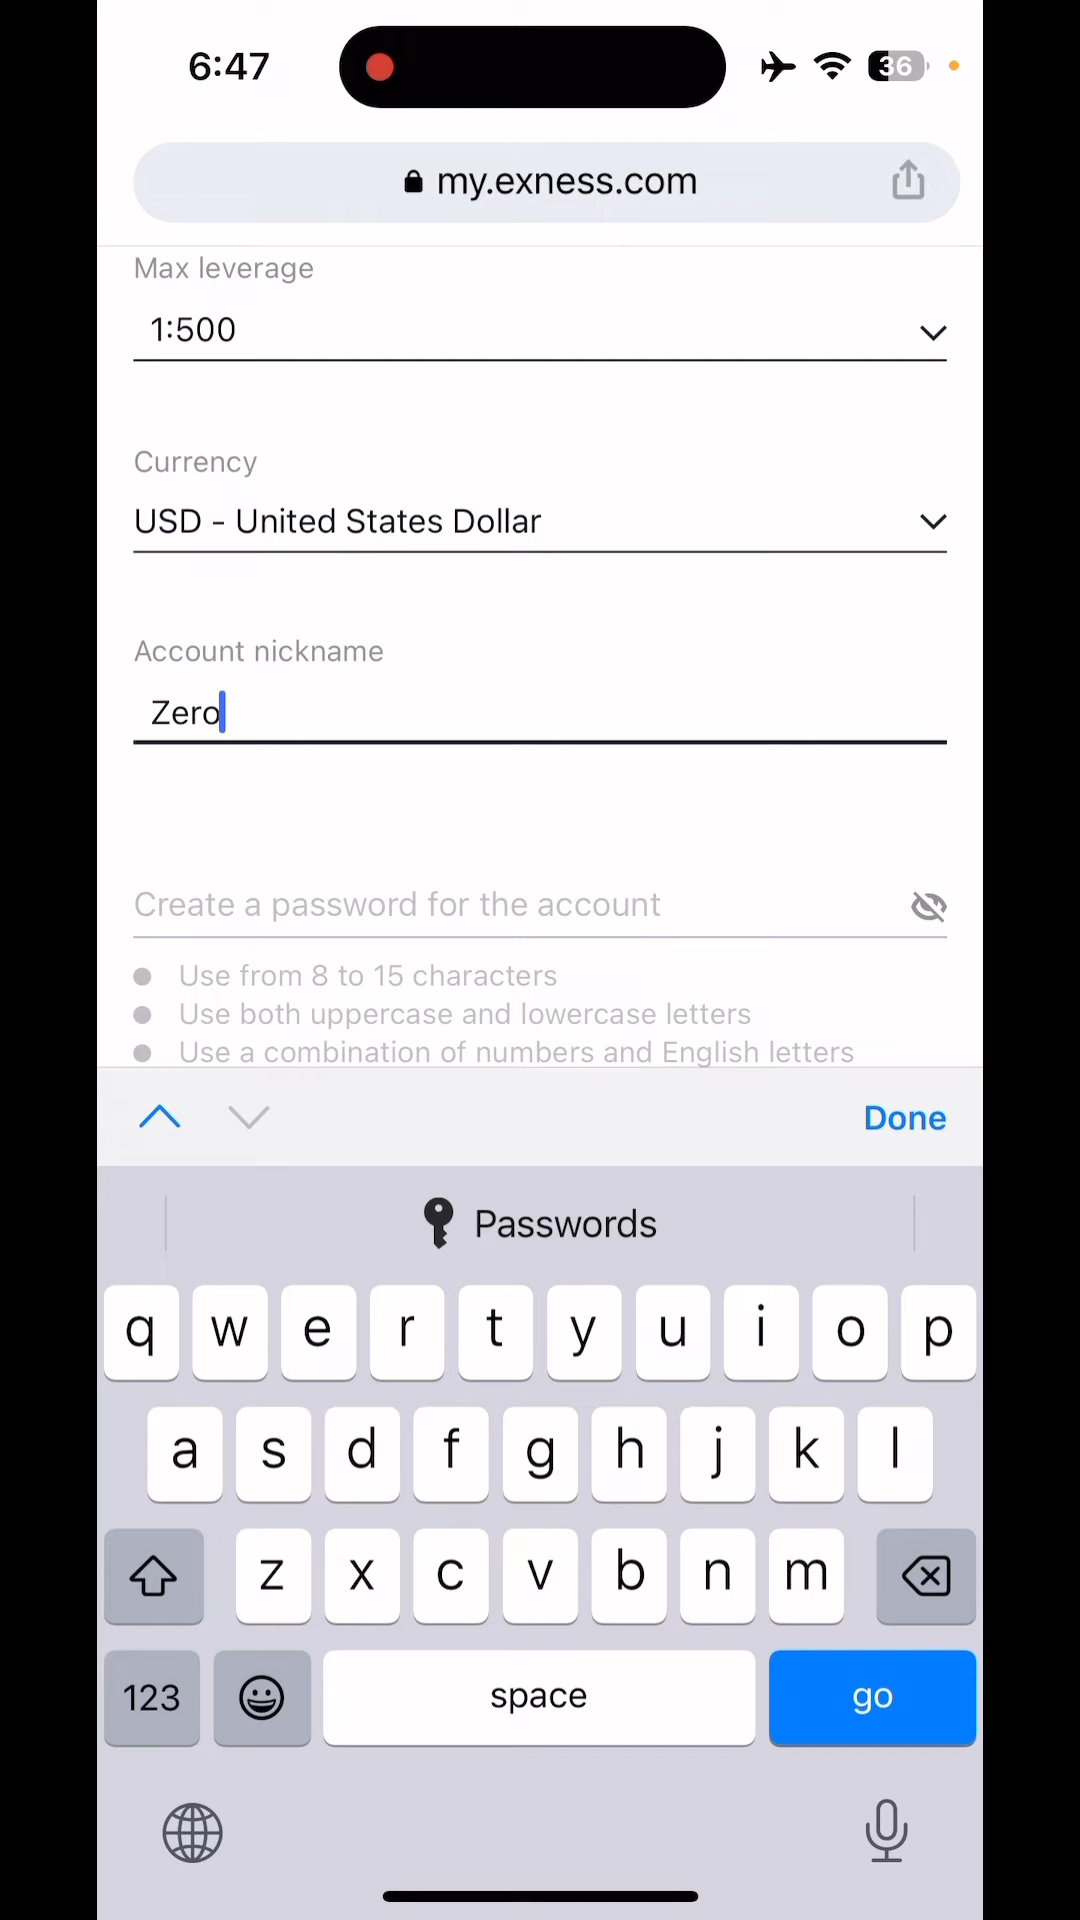 6:47
36
my.exness.com
Max leverage
1:500
Currency
USD - United States Dollar
Account nickname
Zero
Create a password for the account
Use from 8 to 15 characters
Use both uppercase and lowercase letters
Use a combination of numbers and English letters
Done
Passwords
q w e r t y u i o p
a s d f g h j k l
z x c v b n m
123 space go